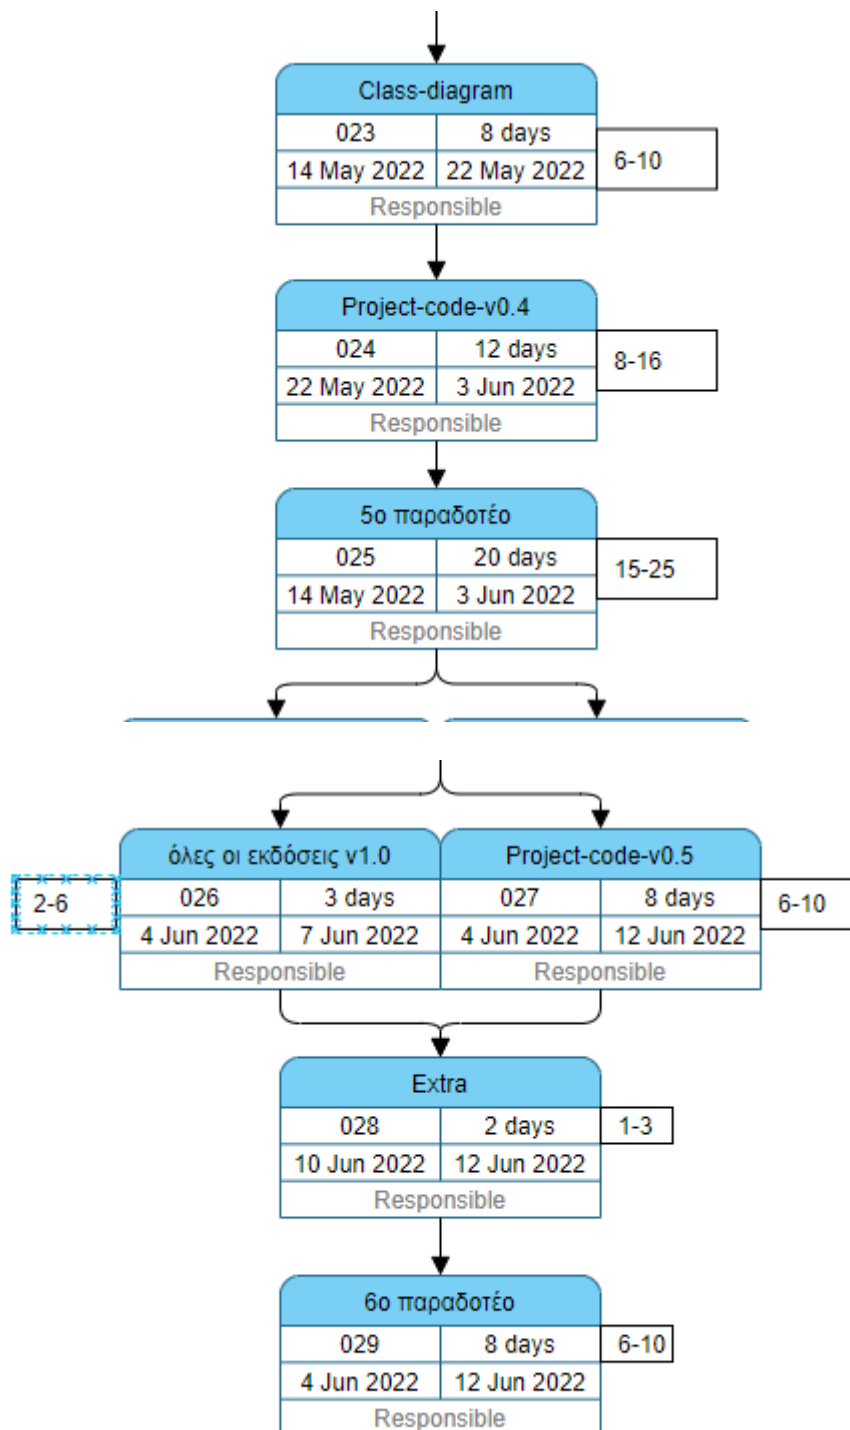 Class-diagram
023 8 days
6-10
14 May 2022 22 May 2022
Responsible
Project-code-v0.4
024 12 days
8-16
22 May 2022 3 Jun 2022
Responsible
5ο παραδοτέο
025 20 days
15-25
14 May 2022 3 Jun 2022
Responsible
όλες οι εκδόσεις v1.0 Project-code-v0.5
2-6 026 3 days 027 8 days 6-10
4 Jun 2022 7 Jun 2022 4 Jun 2022 12 Jun 2022
Responsible Responsible
Extra
028 2 days 1-3
10 Jun 2022 12 Jun 2022
Responsible
6ο παραδοτέο
029 8 days 6-10
4 Jun 2022 12 Jun 2022
Responsible